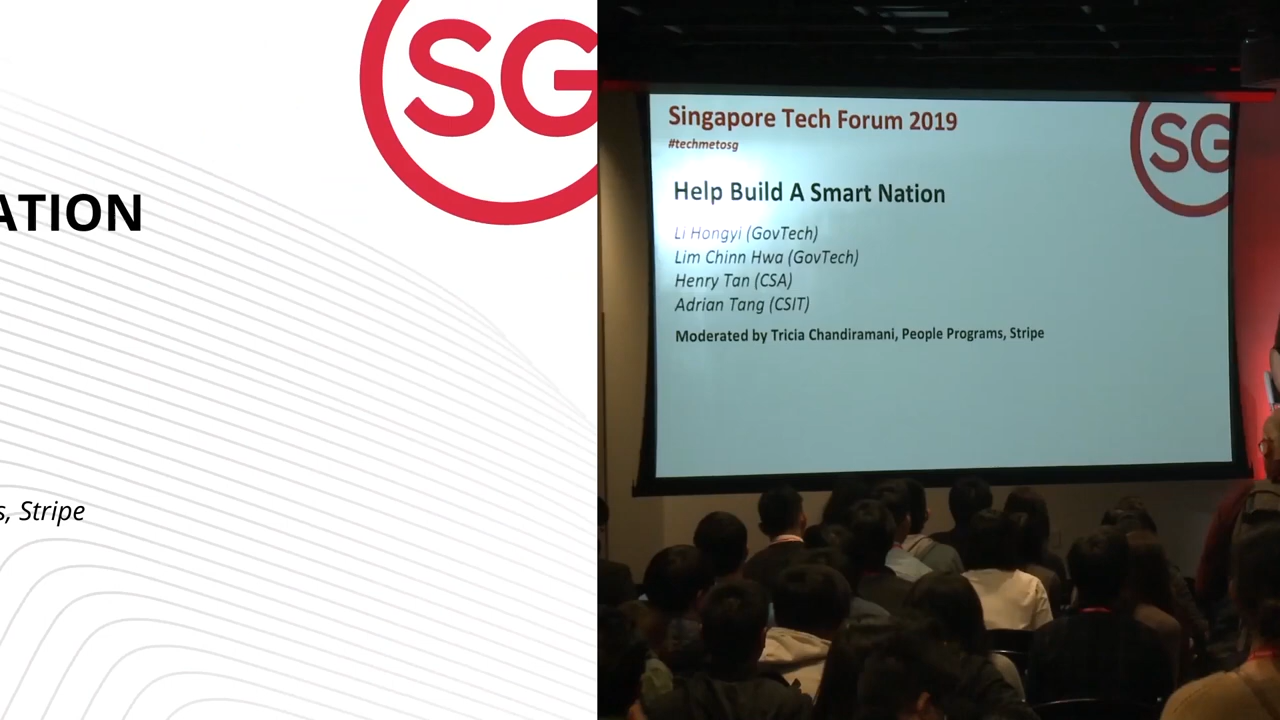 SG
ATION
s, Stripe
Singapore Tech Forum 2019
#techmetosg
SG
Help Build A Smart Nation
Li Hongyi (GovTech)
Lim Chinn Hwa (GovTech)
Henry Tan (CSA)
Adrian Tang (CSIT)
Moderated by Tricia Chandiramani, People Programs, Stripe